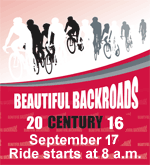 BEAUTIFUL BACKROADS
20 CENTURY 16
September 17
Ride starts at 8 a.m.